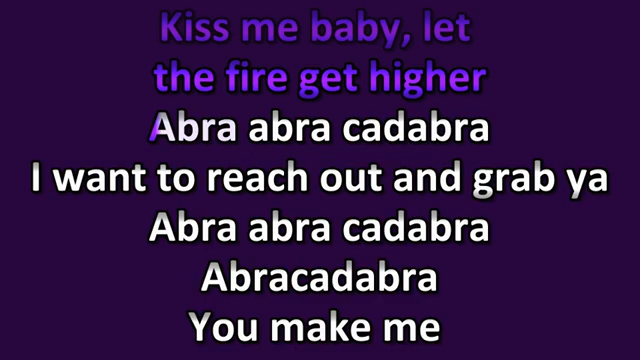 Kiss me baby, let
the fire get higher
Abra abra cadabra
I want to reach out and grab ya
Abra abra cadabra
Abracadabra
You make me